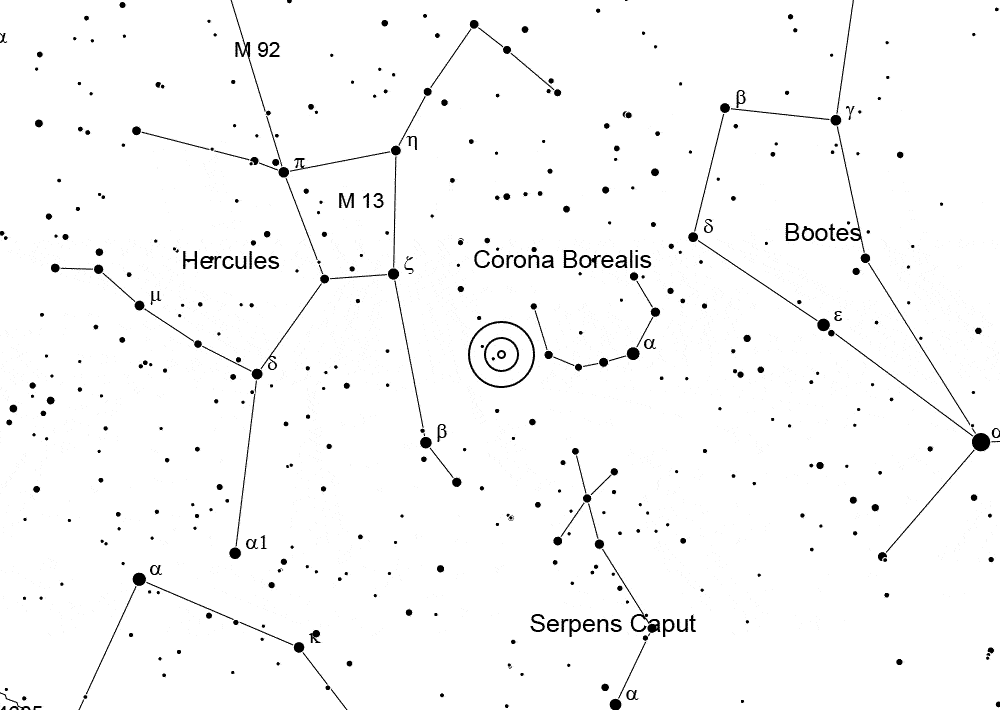 α
M 92
β
γ
η
π
M 13
δ
Bootes
Hercules
Corona Borealis
ζ
μ
ε
α
δ
β
α
α1
α
κ
Serpens Caput
α